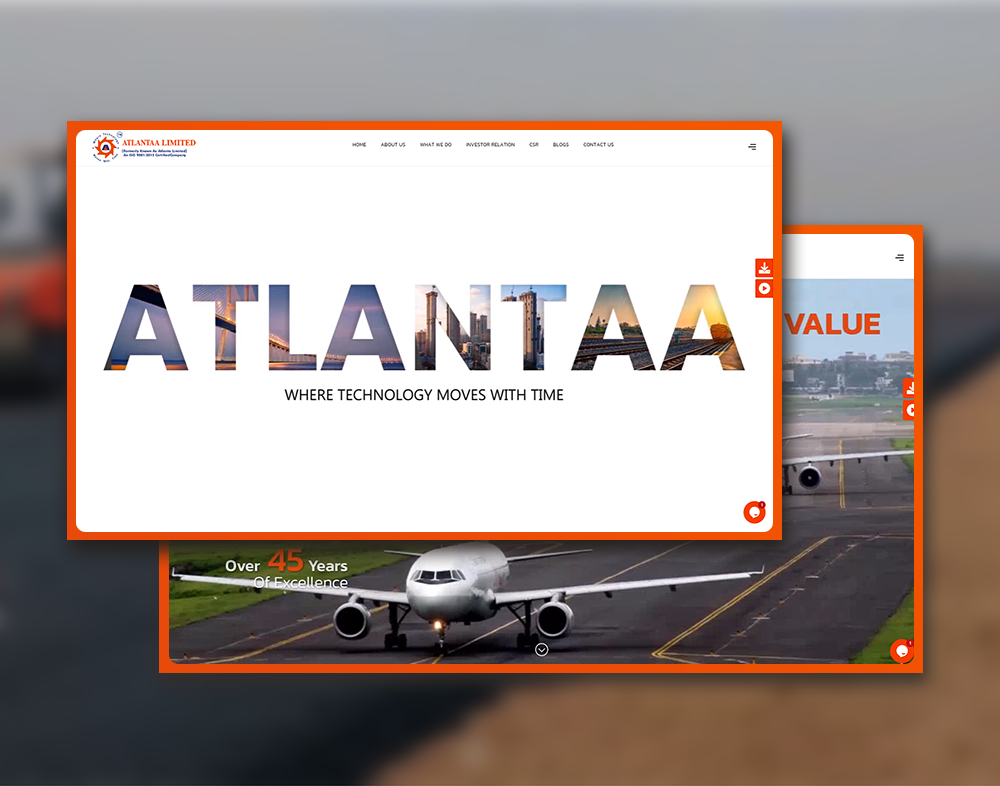 ATLANTAA LIMITED
(Formerly Known As Atlanta Limited)
An ISO 9001:2015 Certified Company
HOME ABOUT US WHAT WE DO INVESTOR RELATION CSR BLOGS CONTACT US
ATLANTAA
WHERE TECHNOLOGY MOVES WITH TIME
VALUE
Over 45 Years
Of Excellence